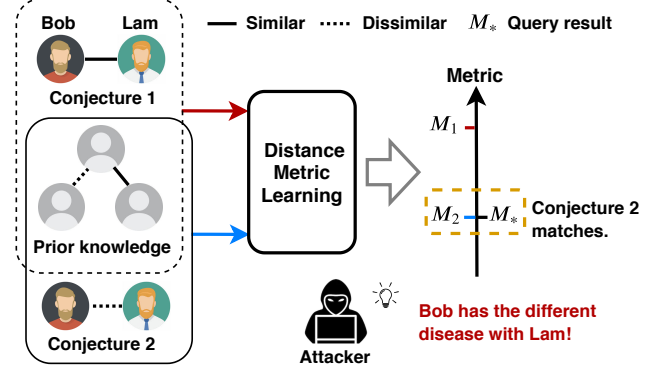 Bob Lam
Similar Dissimilar M* Query result
Conjecture 1
Metric
M1
Distance
Metric
Learning
Prior knowledge
M2 M*
Conjecture 2
matches.
Conjecture 2
Attacker
Bob has the different
disease with Lam!